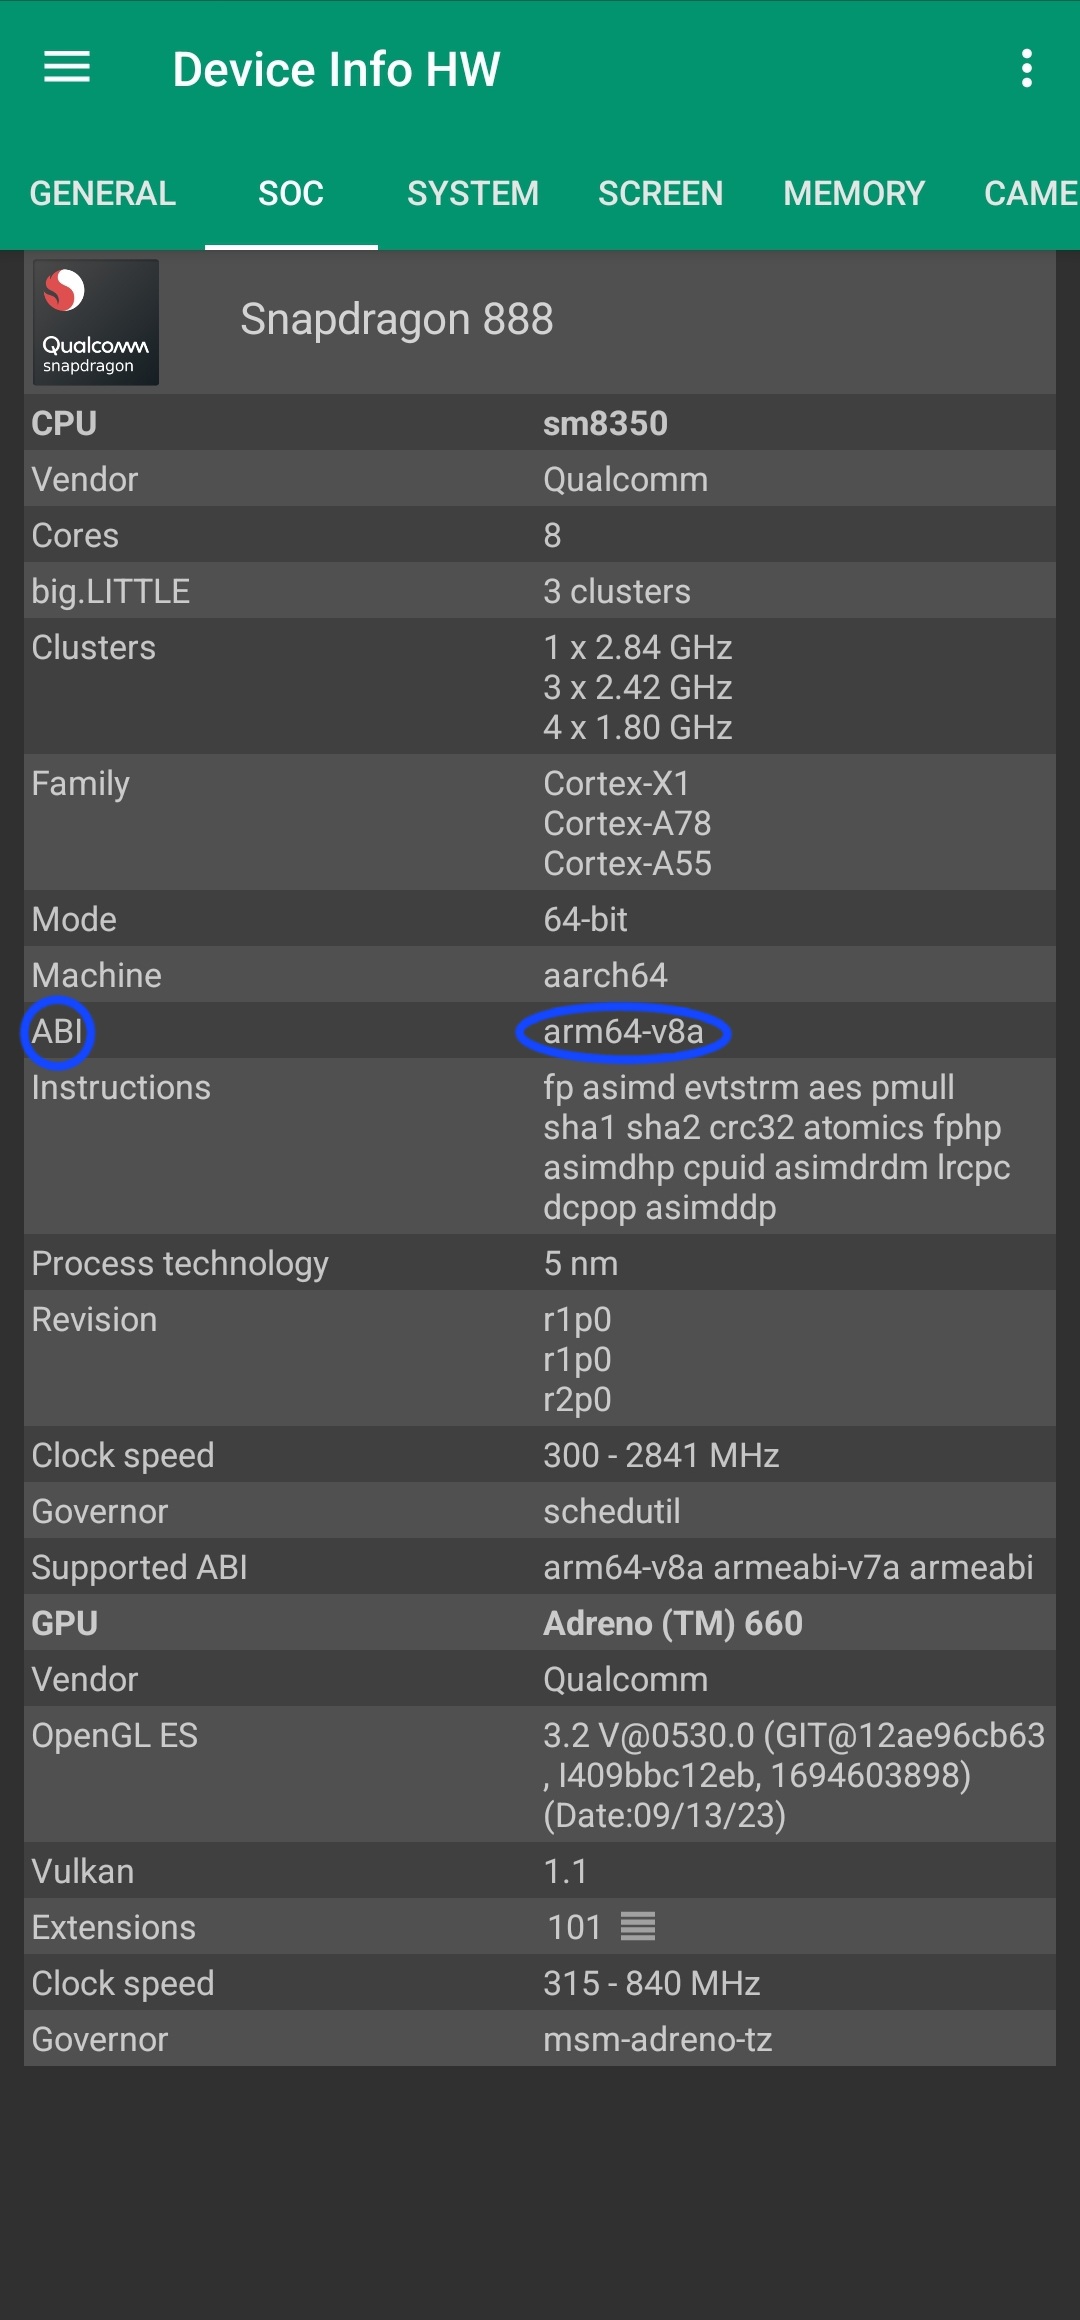 Device Info HW
GENERAL SOC SYSTEM SCREEN MEMORY CAME
Qualcomm
snapdragon
Snapdragon 888
CPU sm8350
Vendor Qualcomm
Cores 8
big.LITTLE 3 clusters
Clusters 1 x 2.84 GHz
3 x 2.42 GHz
4 x 1.80 GHz
Family Cortex-X1
Cortex-A78
Cortex-A55
Mode 64-bit
Machine aarch64
ABI arm64-v8a
Instructions fp asimd evtstrm aes pmull
sha1 sha2 crc32 atomics fphp
asimdhp cpuid asimdrdm lrcpc
dcpop asimddp
Process technology 5 nm
Revision r1p0
r1p0
r2p0
Clock speed 300 - 2841 MHz
Governor schedutil
Supported ABI arm64-v8a armeabi-v7a armeabi
GPU Adreno (TM) 660
Vendor Qualcomm
OpenGL ES 3.2 V@0530.0 (GIT@12ae96cb63
, I409bbc12eb, 1694603898)
(Date:09/13/23)
Vulkan 1.1
Extensions 101
Clock speed 315 - 840 MHz
Governor msm-adreno-tz